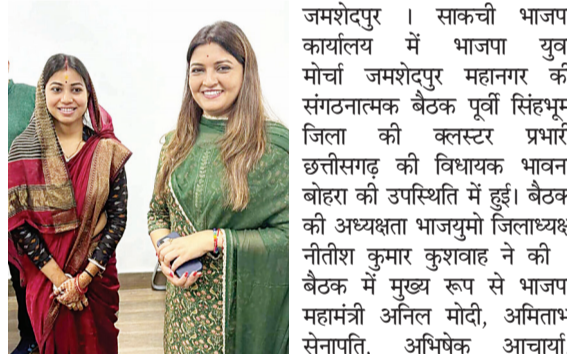 जमशेदपुर । साकची भाजपा
कार्यालय में भाजपा युवा
मोर्चा जमशेदपुर महानगर की
संगठनात्मक बैठक पूर्वी सिंहभूम
जिला की क्लस्टर प्रभारी
छत्तीसगढ़ की विधायक भावना
बोहरा की उपस्थिति में हुई। बैठक
की अध्यक्षता भाजयुमो जिलाध्यक्ष
नीतीश कुमार कुशवाह ने की
बैठक में मुख्य रूप से भाजपा
महामंत्री अनिल मोदी, अमिताभ
सेनापति, अभिषेक आचार्या